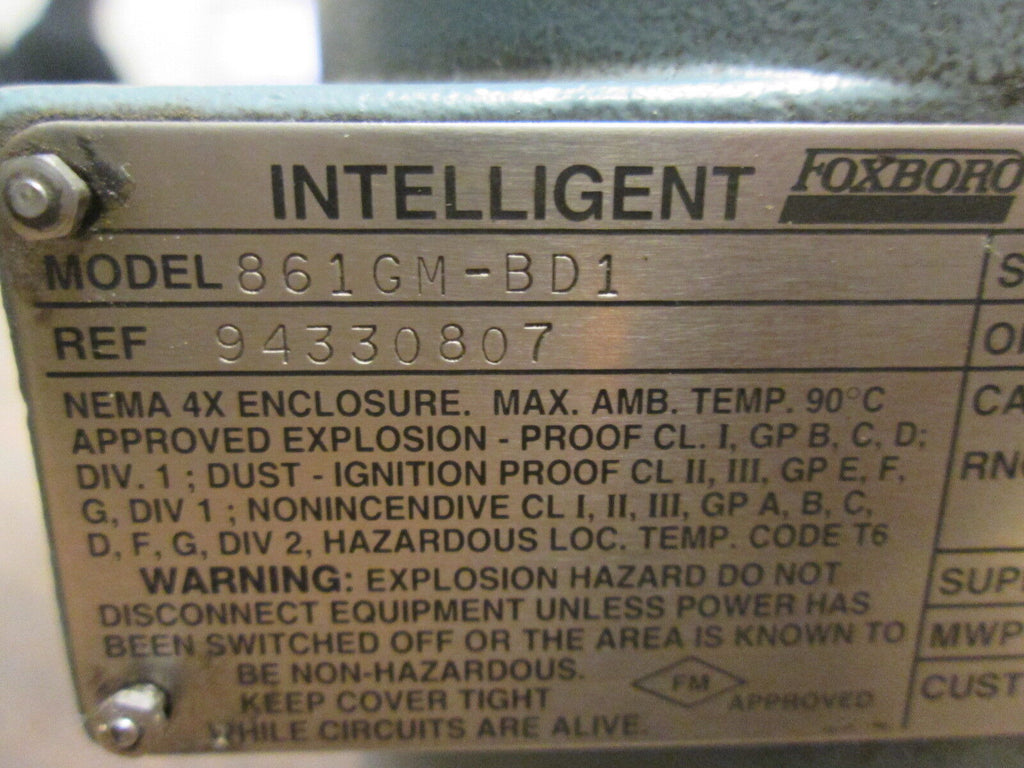 INTELLIGENT FOXBORO
MODEL 861GM-BD1
REF 94330807
NEMA 4X ENCLOSURE. MAX. AMB. TEMP. 90°C
APPROVED EXPLOSION - PROOF CL. I, GP B, C, D;
DIV. 1 ; DUST - IGNITION PROOF CL II, III, GP E, F,
G, DIV 1 ; NONINCENDIVE CL I, II, III, GP A, B, C,
D, F, G, DIV 2, HAZARDOUS LOC. TEMP. CODE T6
WARNING: EXPLOSION HAZARD DO NOT
DISCONNECT EQUIPMENT UNLESS POWER HAS
BEEN SWITCHED OFF OR THE AREA IS KNOWN TO
BE NON-HAZARDOUS.
KEEP COVER TIGHT
WHILE CIRCUITS ARE ALIVE.
FM APPROVED
S
CA
RN
SUP
MWP
CUST